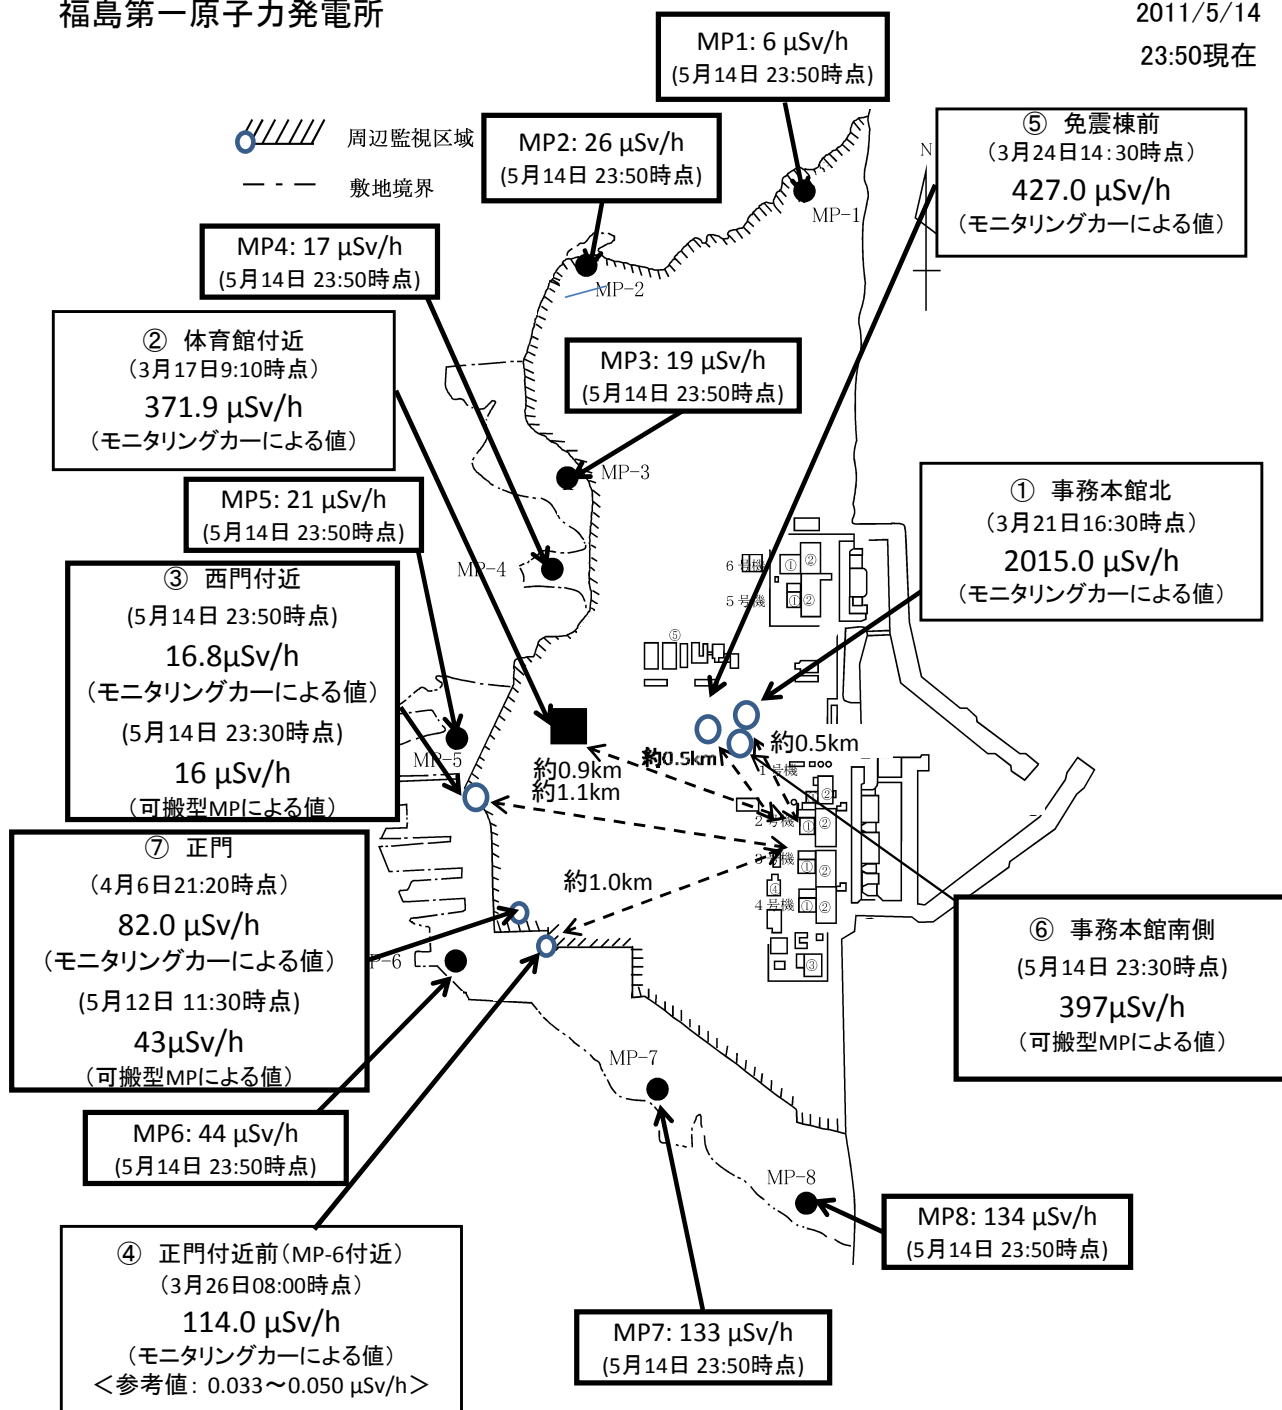 福島第一原子力発電所
2011/5/14
23:50現在
周辺監視区域
敷地境界
MP1: 6 μSv/h
(5月14日 23:50時点)
MP2: 26 μSv/h
(5月14日 23:50時点)
⑤ 免震棟前
(3月24日14:30時点)
427.0 μSv/h
(モニタリングカーによる値)
N
MP-1
MP4: 17 μSv/h
(5月14日 23:50時点)
MP-2
② 体育館付近
(3月17日9:10時点)
371.9 μSv/h
(モニタリングカーによる値)
MP3: 19 μSv/h
(5月14日 23:50時点)
MP-3
① 事務本館北
(3月21日16:30時点)
2015.0 μSv/h
(モニタリングカーによる値)
MP5: 21 μSv/h
(5月14日 23:50時点)
MP-4
6号機
① ②
5号機
① ②
③ 西門付近
(5月14日 23:50時点)
16.8μSv/h
(モニタリングカーによる値)
(5月14日 23:30時点)
16 μSv/h
(可搬型MPによる値)
⑤
MP-5
約0.9km
約1.1km
約0.5km
約0.5km
1号機
②
2号機
① ②
3号機
① ②
④
4号機
① ②
③
約1.0km
⑦ 正門
(4月6日21:20時点)
82.0 μSv/h
(モニタリングカーによる値)
(5月12日 11:30時点)
43μSv/h
(可搬型MPによる値)
P-6
⑥ 事務本館南側
(5月14日 23:30時点)
397μSv/h
(可搬型MPによる値)
MP-7
MP6: 44 μSv/h
(5月14日 23:50時点)
MP-8
MP8: 134 μSv/h
(5月14日 23:50時点)
④ 正門付近前(MP-6付近)
(3月26日08:00時点)
114.0 μSv/h
(モニタリングカーによる値)
＜参考値: 0.033～0.050 μSv/h＞
MP7: 133 μSv/h
(5月14日 23:50時点)